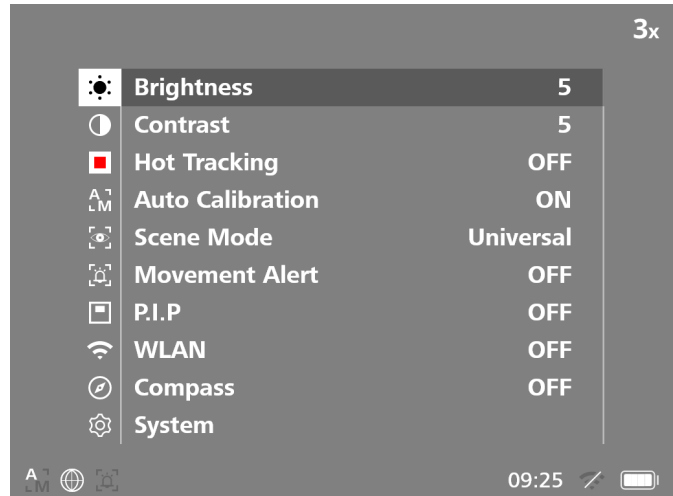 3x
Brightness 5
Contrast 5
Hot Tracking OFF
A M Auto Calibration ON
Scene Mode Universal
Movement Alert OFF
P.I.P OFF
WLAN OFF
Compass OFF
System
A M 09:25